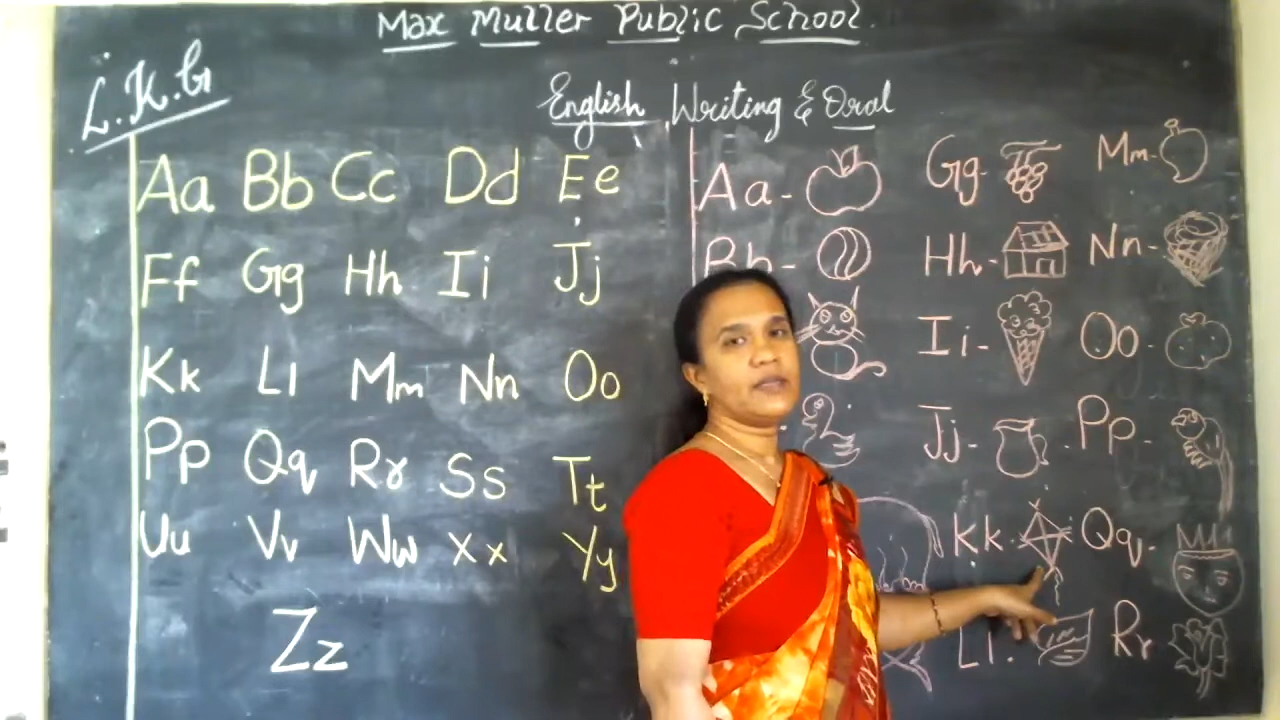 Max Muller Public School.
L.K.G
English Writing & Oral
Aa Bb Cc Dd Ee
Ff Gg Hh Ii Jj
Kk Ll Mm Nn Oo
Pp Qq Rr Ss Tt
Uu Vv Ww Xx Yy
Zz
Aa-
Bb-
Gg-
Hh-
Ii-
Jj-
Kk-
Ll-
Mm-
Nn-
Oo-
Pp-
Qq-
Rr